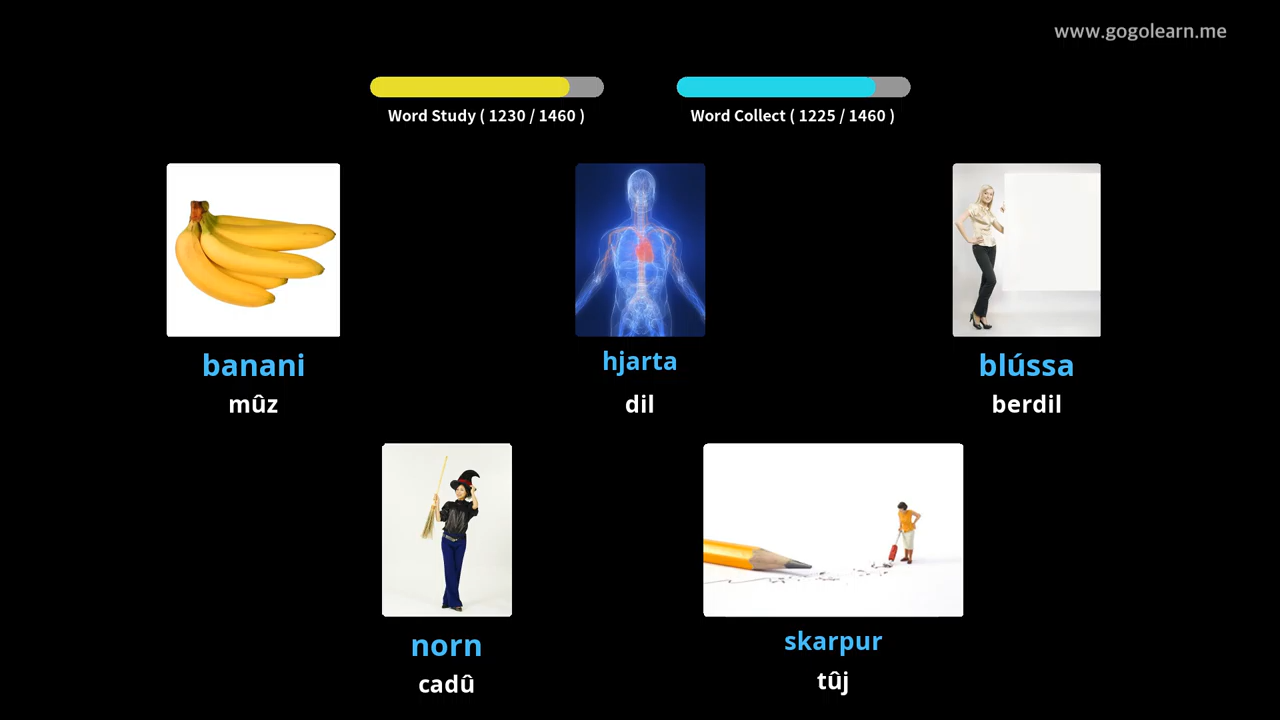 www.gogolearn.me
Word Study ( 1230 / 1460 )
Word Collect ( 1225 / 1460 )
banani
mûz
hjarta
dil
blússa
berdil
norn
cadû
skarpur
tûj